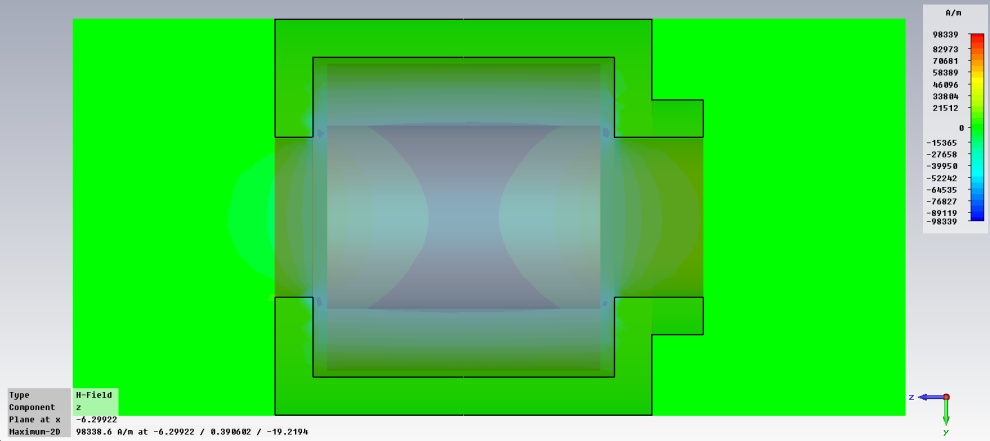 A/m
98339
82973
70681
58389
46096
33804
21512
0
-15365
-27658
-39950
-52242
-64535
-76827
-89119
-98339
z
y
Type H-Field
Component z
Plane at x -6.29922
Maximum-2D 98338.6 A/m at -6.29922 / 0.390602 / -19.2194